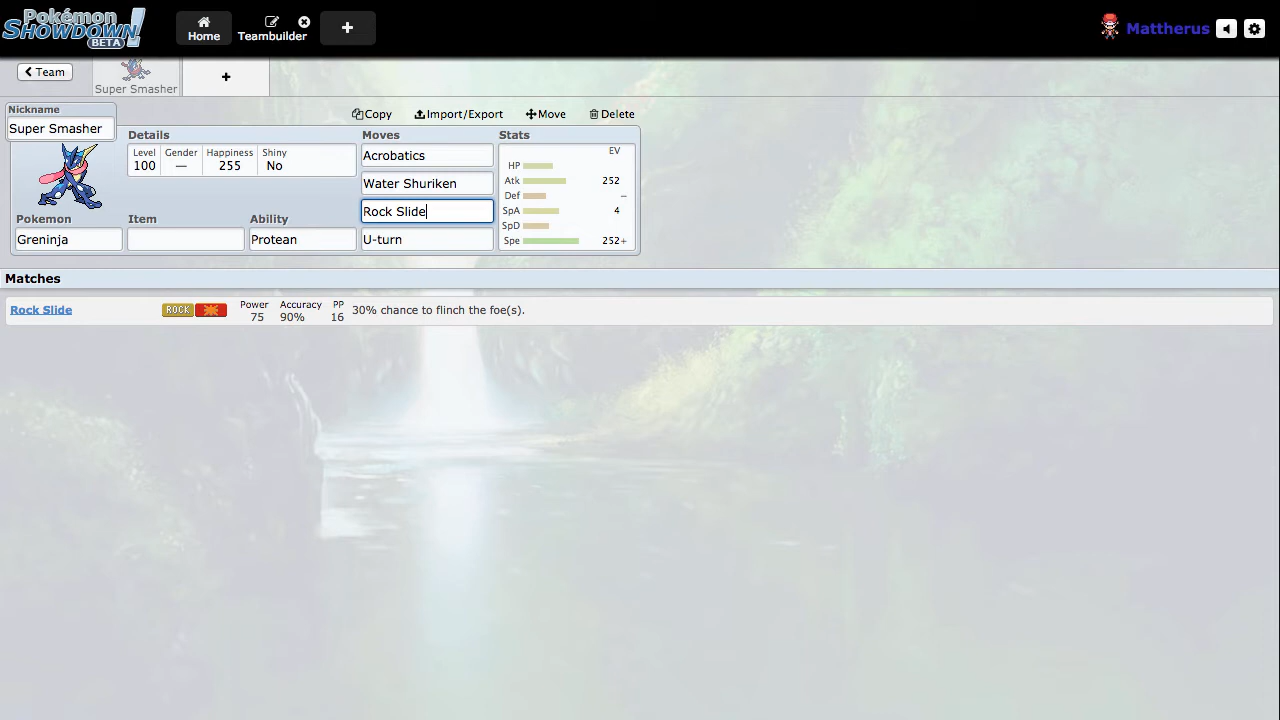 Pokémon
SHOWDOWN!
BETA
Home
Teambuilder
+
Mattherus
Team
Super Smasher
+
Nickname
Super Smasher
Copy
Import/Export
Move
Delete
Details
Moves
Stats
Level
100
Gender
—
Happiness
255
Shiny
No
Acrobatics
Water Shuriken
Rock Slide
U-turn
EV
HP
Atk 252
Def –
SpA 4
SpD
Spe 252+
Pokemon
Greninja
Item
Ability
Protean
Matches
Rock Slide
ROCK
Power
75
Accuracy
90%
PP
16
30% chance to flinch the foe(s).